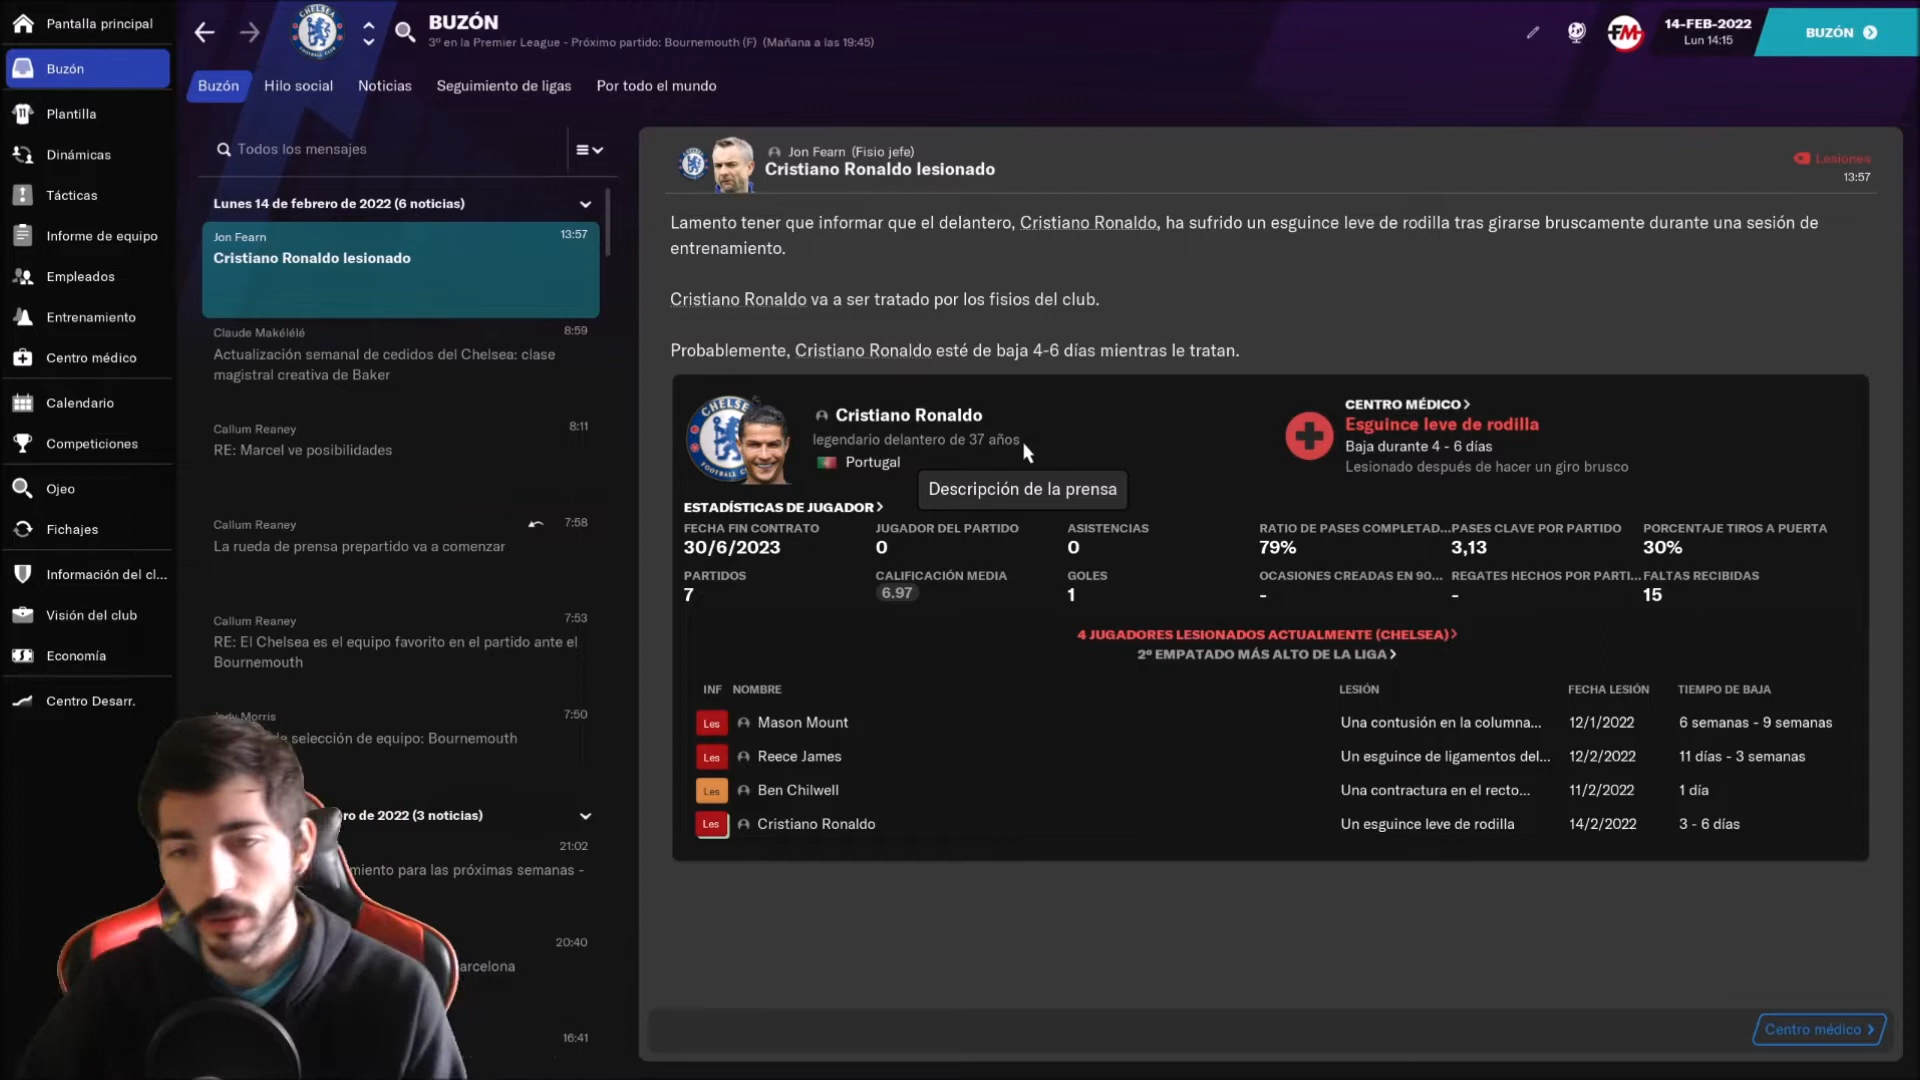 Pantalla principal
Buzón
Plantilla
Dinámicas
Tácticas
Informe de equipo
Empleados
Entrenamiento
Centro médico
Calendario
Competiciones
Ojeo
Fichajes
Información del cl...
Visión del club
Economía
Centro Desarr.
CHELSEA
BUZÓN
3º en la Premier League - Próximo partido: Bournemouth (F) (Mañana a las 19:45)
FM
14-FEB-2022
Lun 14:15
BUZÓN
Buzón
Hilo social
Noticias
Seguimiento de ligas
Por todo el mundo
Todos los mensajes
Lunes 14 de febrero de 2022 (6 noticias)
Jon Fearn 13:57
Cristiano Ronaldo lesionado
Claude Makélélé 8:59
Actualización semanal de cedidos del Chelsea: clase
magistral creativa de Baker
Callum Reaney 8:11
RE: Marcel ve posibilidades
Callum Reaney 7:58
La rueda de prensa prepartido va a comenzar
Callum Reaney 7:53
RE: El Chelsea es el equipo favorito en el partido ante el
Bournemouth
Jody Morris 7:50
de selección de equipo: Bournemouth
ro de 2022 (3 noticias)
21:02
miento para las próximas semanas -
20:40
arcelona
16:41
Jon Fearn (Fisio jefe)
Cristiano Ronaldo lesionado
Lesiones
13:57
Lamento tener que informar que el delantero, Cristiano Ronaldo, ha sufrido un esguince leve de rodilla tras girarse bruscamente durante una sesión de
entrenamiento.
Cristiano Ronaldo va a ser tratado por los fisios del club.
Probablemente, Cristiano Ronaldo esté de baja 4-6 días mientras le tratan.
Cristiano Ronaldo
legendario delantero de 37 años
Portugal
Descripción de la prensa
CENTRO MÉDICO
Esguince leve de rodilla
Baja durante 4 - 6 días
Lesionado después de hacer un giro brusco
ESTADÍSTICAS DE JUGADOR
FECHA FIN CONTRATO JUGADOR DEL PARTIDO ASISTENCIAS RATIO DE PASES COMPLETAD... PASES CLAVE POR PARTIDO PORCENTAJE TIROS A PUERTA
30/6/2023 0 0 79% 3,13 30%
PARTIDOS CALIFICACIÓN MEDIA GOLES OCASIONES CREADAS EN 90... REGATES HECHOS POR PARTI... FALTAS RECIBIDAS
7 6.97 1 - - 15
4 JUGADORES LESIONADOS ACTUALMENTE (CHELSEA)
2º EMPATADO MÁS ALTO DE LA LIGA
INF NOMBRE LESIÓN FECHA LESIÓN TIEMPO DE BAJA
Les Mason Mount Una contusión en la columna... 12/1/2022 6 semanas - 9 semanas
Les Reece James Un esguince de ligamentos del... 12/2/2022 11 días - 3 semanas
Les Ben Chilwell Una contractura en el recto... 11/2/2022 1 día
Les Cristiano Ronaldo Un esguince leve de rodilla 14/2/2022 3 - 6 días
Centro médico